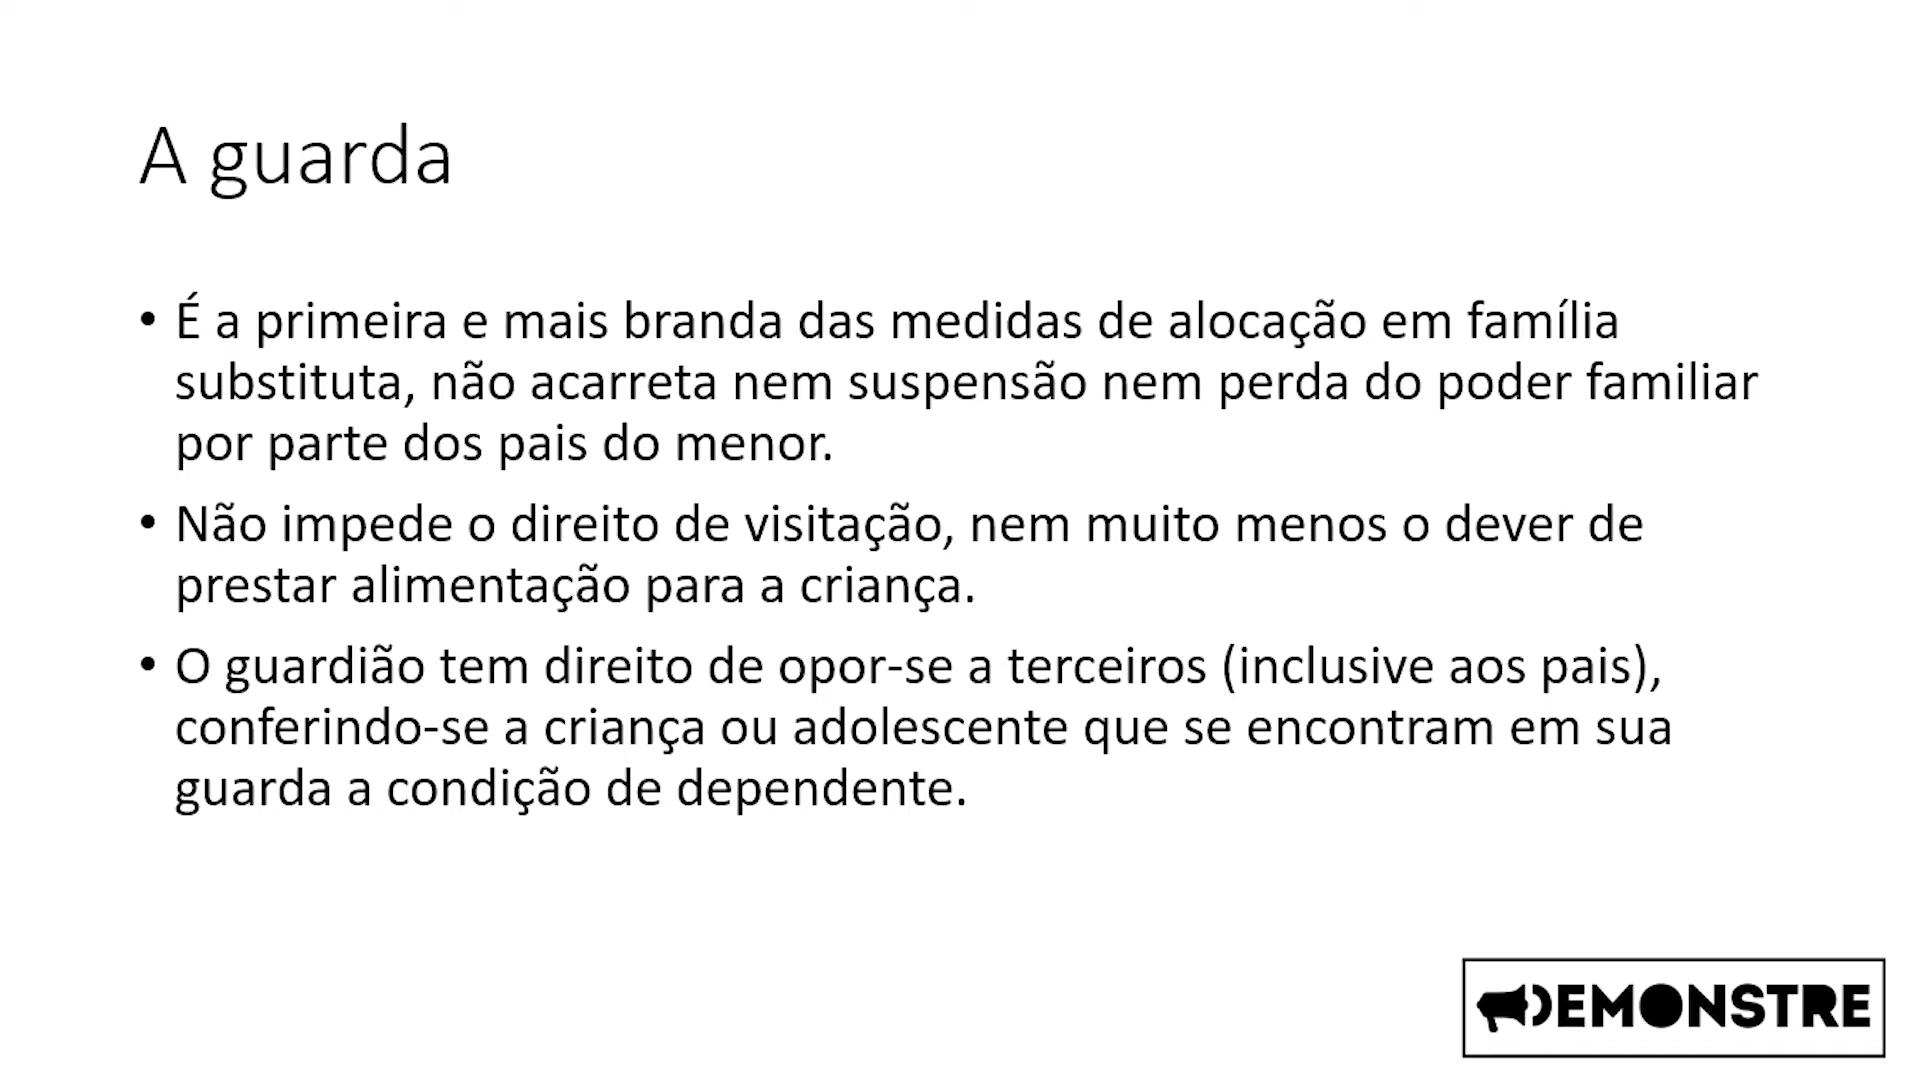 A guarda
• É a primeira e mais branda das medidas de alocação em família
substituta, não acarreta nem suspensão nem perda do poder familiar
por parte dos pais do menor.
• Não impede o direito de visitação, nem muito menos o dever de
prestar alimentação para a criança.
• O guardião tem direito de opor-se a terceiros (inclusive aos pais),
conferindo-se a criança ou adolescente que se encontram em sua
guarda a condição de dependente.
DEMONSTRE